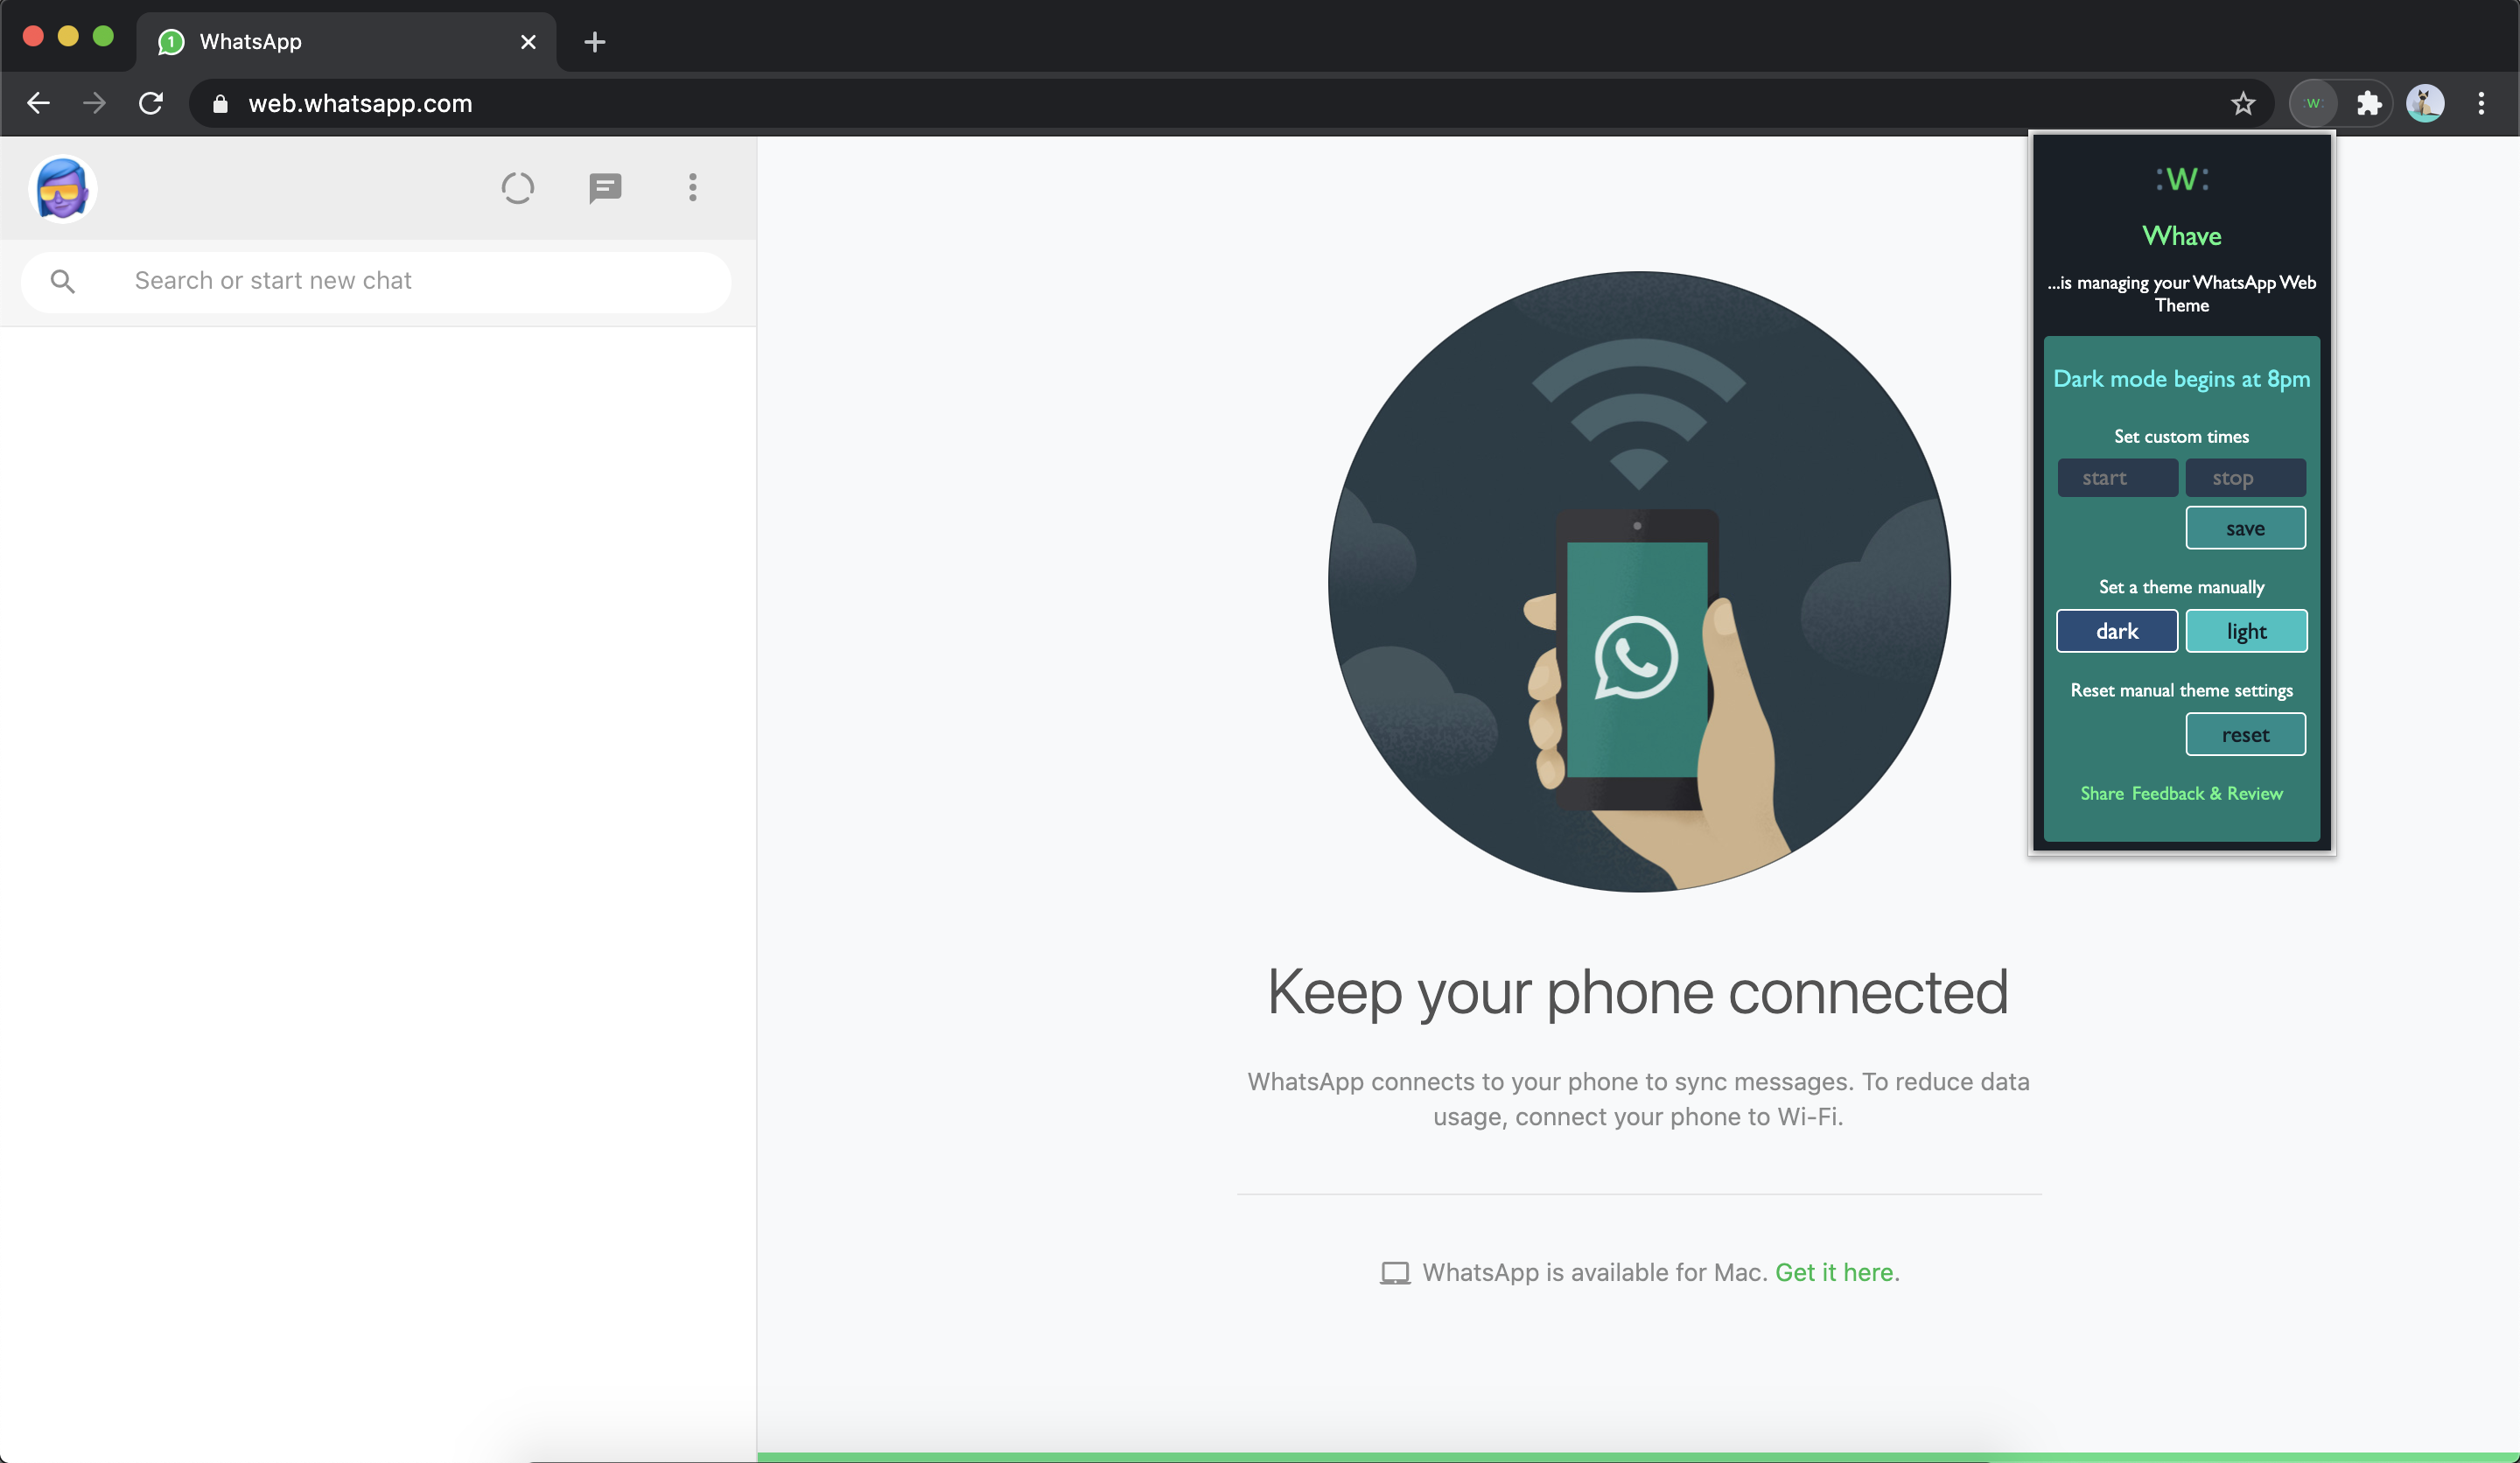 1
WhatsApp
web.whatsapp.com
:W:
Search or start new chat
:W:
Whave
...is managing your WhatsApp Web
Theme
Dark mode begins at 8pm
Set custom times
start
stop
save
Set a theme manually
dark
light
Reset manual theme settings
reset
Share Feedback & Review
Keep your phone connected
WhatsApp connects to your phone to sync messages. To reduce data
usage, connect your phone to Wi-Fi.
WhatsApp is available for Mac. Get it here.